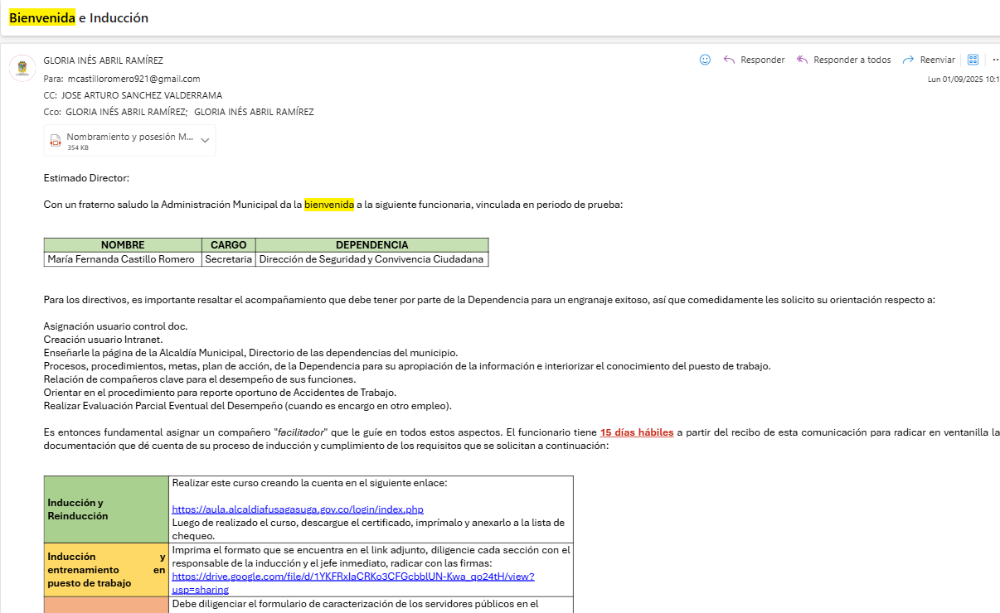 Bienvenida e Inducción
GLORIA INÉS ABRIL RAMÍREZ
Responder
Responder a todos
Reenviar
Para: mcastilloromero921@gmail.com
Lun 01/09/2025 10:1
CC: JOSE ARTURO SANCHEZ VALDERRAMA
Cco: GLORIA INÉS ABRIL RAMÍREZ; GLORIA INÉS ABRIL RAMÍREZ
Nombramiento y posesión M...
354 KB
Estimado Director:
Con un fraterno saludo la Administración Municipal da la bienvenida a la siguiente funcionaria, vinculada en periodo de prueba:
NOMBRE CARGO DEPENDENCIA
María Fernanda Castillo Romero Secretaria Dirección de Seguridad y Convivencia Ciudadana
Para los directivos, es importante resaltar el acompañamiento que debe tener por parte de la Dependencia para un engranaje exitoso, así que comedidamente les solicito su orientación respecto a:
Asignación usuario control doc.
Creación usuario Intranet.
Enseñarle la página de la Alcaldía Municipal, Directorio de las dependencias del municipio.
Procesos, procedimientos, metas, plan de acción, de la Dependencia para su apropiación de la información e interiorizar el conocimiento del puesto de trabajo.
Relación de compañeros clave para el desempeño de sus funciones.
Orientar en el procedimiento para reporte oportuno de Accidentes de Trabajo.
Realizar Evaluación Parcial Eventual del Desempeño (cuando es encargo en otro empleo).
Es entonces fundamental asignar un compañero "facilitador" que le guíe en todos estos aspectos. El funcionario tiene 15 días hábiles a partir del recibo de esta comunicación para radicar en ventanilla la
documentación que dé cuenta de su proceso de inducción y cumplimiento de los requisitos que se solicitan a continuación:
Inducción y
Reinducción
Realizar este curso creando la cuenta en el siguiente enlace:
https://aula.alcaldiafusagasuga.gov.co/login/index.php
Luego de realizado el curso, descargue el certificado, imprímalo y anexarlo a la lista de
chequeo.
Inducción y
entrenamiento en
puesto de trabajo
Imprima el formato que se encuentra en el link adjunto, diligencie cada sección con el
responsable de la inducción y el jefe inmediato, radicar con las firmas:
https://drive.google.com/file/d/1YKFRxIaCRKo3CFGcbblUN-Kwa_qo24tH/view?
usp=sharing
Debe diligenciar el formulario de caracterización de los servidores públicos en el